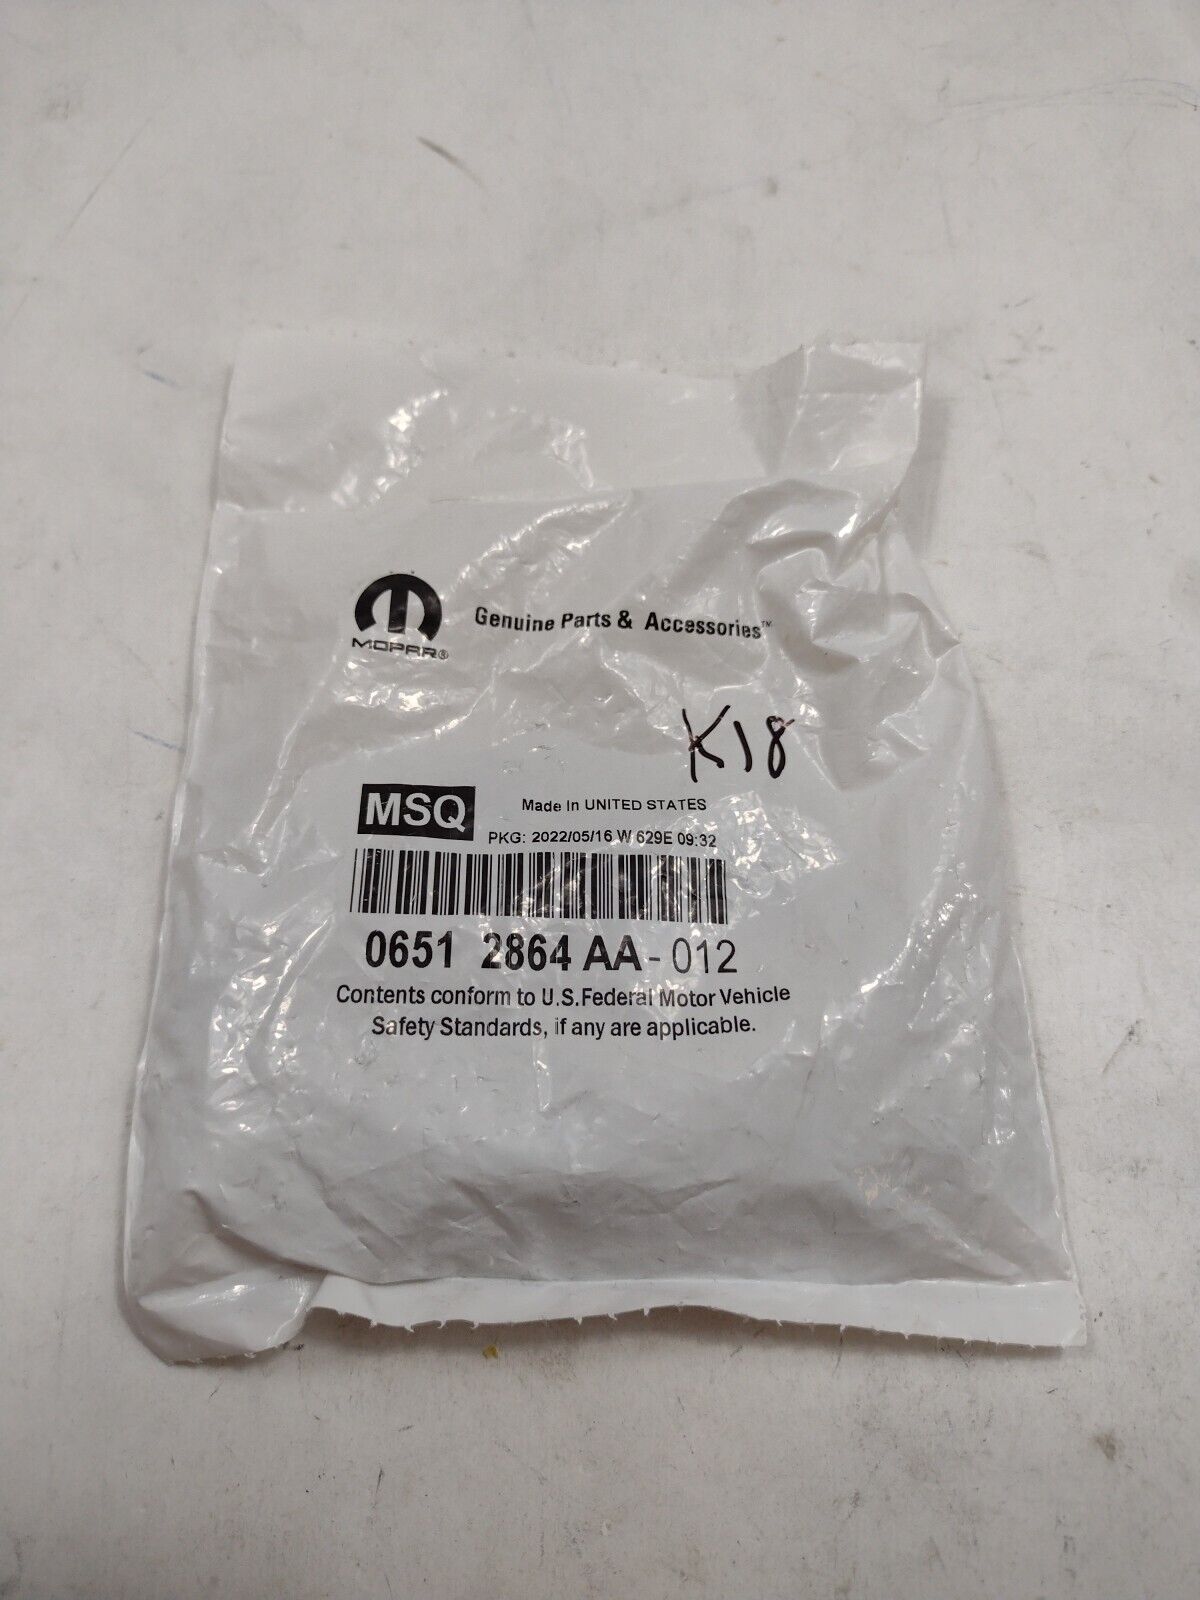 MOPAR®
Genuine Parts & Accessories™
K18
MSQ
Made In UNITED STATES
PKG: 2022/05/16 W 629E 09:32
0651 2864 AA - 012
Contents conform to U.S.Federal Motor Vehicle
Safety Standards, if any are applicable.